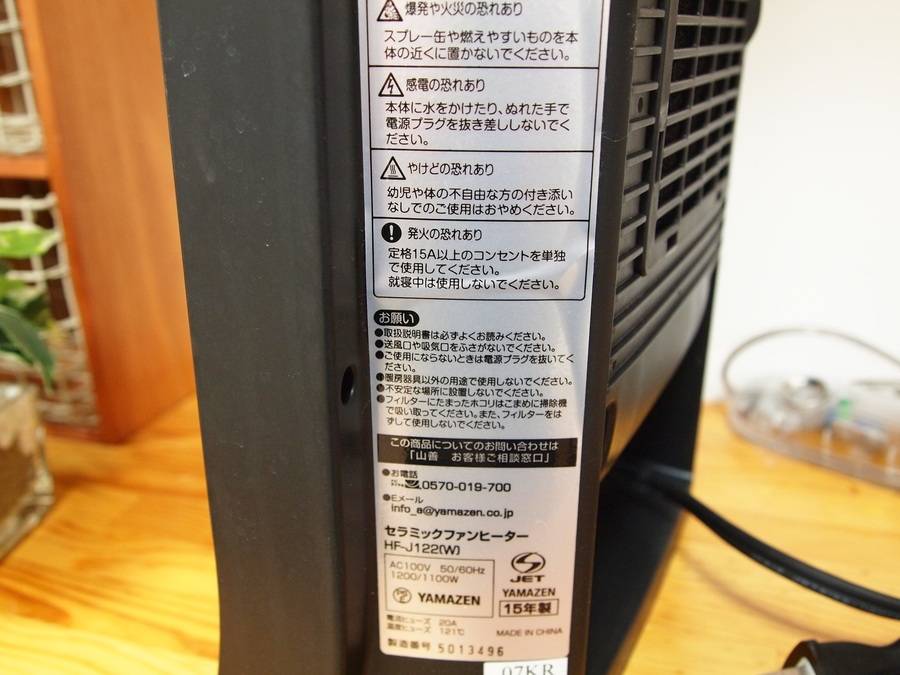 爆発や火災の恐れあり
スプレー缶や燃えやすいものを本
体の近くに置かないでください。
感電の恐れあり
本体に水をかけたり、ぬれた手で
電源プラグを抜き差ししないでく
ださい。
やけどの恐れあり
幼児や体の不自由な方の付き添い
なしでのご使用はおやめください。
発火の恐れあり
定格15A以上のコンセントを単独
で使用してください。
就寝中は使用しないでください。
お願い
●取扱説明書は必ずよくお読みください。
●送風口や吸気口をふさがないでください。
●ご使用にならないときは電源プラグを抜いてく
ださい。
●暖房器具以外の用途で使用しないでください。
●不安定な場所に設置しないでください。
●フィルターにたまったホコリはこまめに掃除機
で吸い取ってください。また、フィルターをは
ずして使用しないでください。
この商品についてのお問い合わせは
「山善 お客様ご相談窓口」
●お電話
0570-019-700
●Eメール
info_a@yamazen.co.jp
セラミックファンヒーター
HF-J122(W)
AC100V 50/60Hz
1200/1100W
YAMAZEN
JET
YAMAZEN
15年製
電流ヒューズ 20A
温度ヒューズ 121℃
MADE IN CHINA
製造番号 5013496
07KR